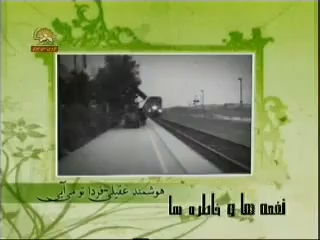 هوشمند عقیلی-فردا تو می آیی
نغمه ها و خاطره ها